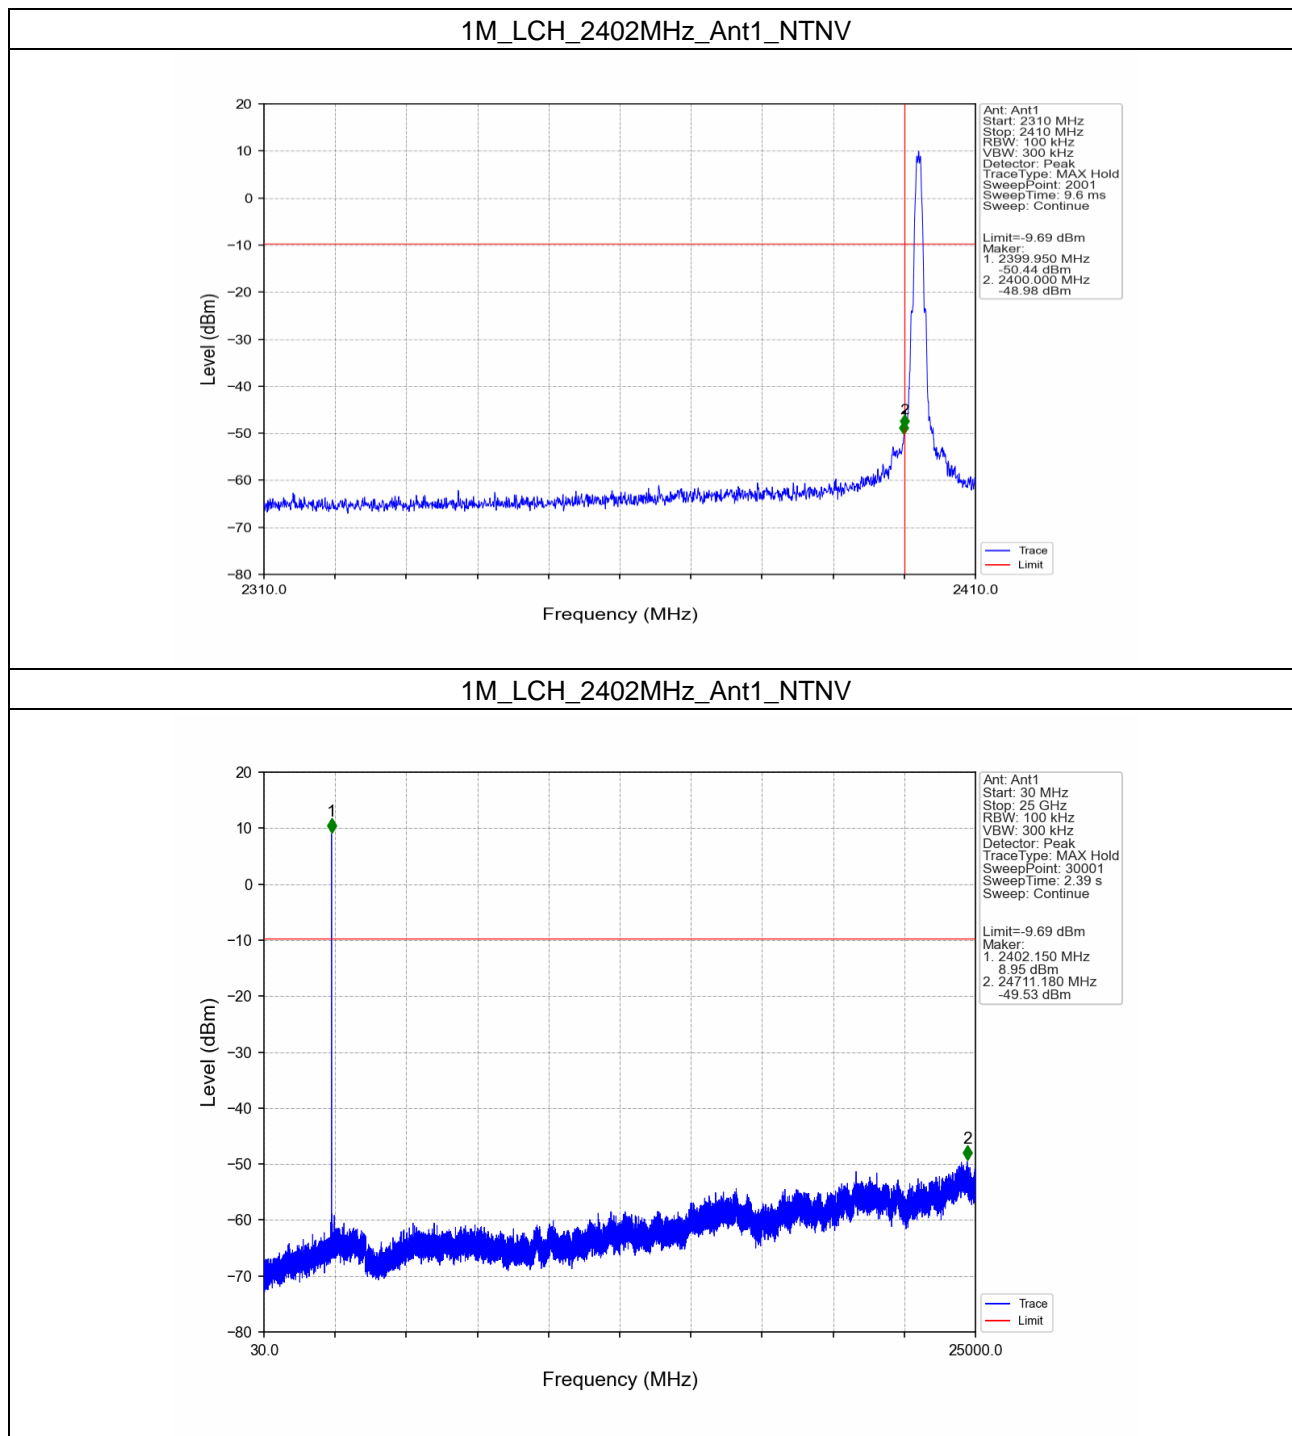 1M_LCH_2402MHz_Ant1_NTNV
20
10
0
−10
−20
−30
−40
−50
−60
−70
−80
Level (dBm)
2
2310.0
2410.0
Frequency (MHz)
Ant: Ant1
Start: 2310 MHz
Stop: 2410 MHz
RBW: 100 kHz
VBW: 300 kHz
Detector: Peak
TraceType: MAX Hold
SweepPoint: 2001
SweepTime: 9.6 ms
Sweep: Continue
Limit=-9.69 dBm
Maker:
1. 2399.950 MHz
-50.44 dBm
2. 2400.000 MHz
-48.98 dBm
Trace
Limit
1M_LCH_2402MHz_Ant1_NTNV
20
10
0
−10
−20
−30
−40
−50
−60
−70
−80
Level (dBm)
1
2
30.0
25000.0
Frequency (MHz)
Ant: Ant1
Start: 30 MHz
Stop: 25 GHz
RBW: 100 kHz
VBW: 300 kHz
Detector: Peak
TraceType: MAX Hold
SweepPoint: 30001
SweepTime: 2.39 s
Sweep: Continue
Limit=-9.69 dBm
Maker:
1. 2402.150 MHz
8.95 dBm
2. 24711.180 MHz
-49.53 dBm
Trace
Limit